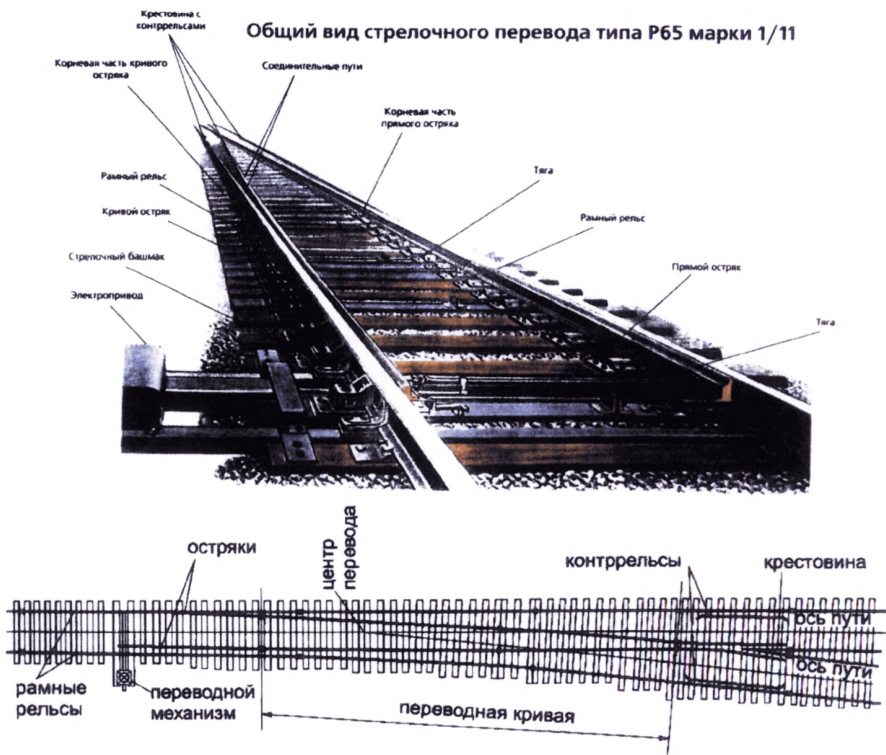 Крестовина с
контррельсами
Общий вид стрелочного перевода типа Р65 марки 1/11
Корневая часть кривого
остряка
Соединительные пути
Корневая часть
прямого остряка
Рамный рельс
Тяга
Кривой остряк
Рамный рельс
Стрелочный башмак
Прямой остряк
Электропривод
Тяга
остряки
центр
перевода
контррельсы
крестовина
ось пути
ось пути
рамные
рельсы
переводной
механизм
переводная кривая